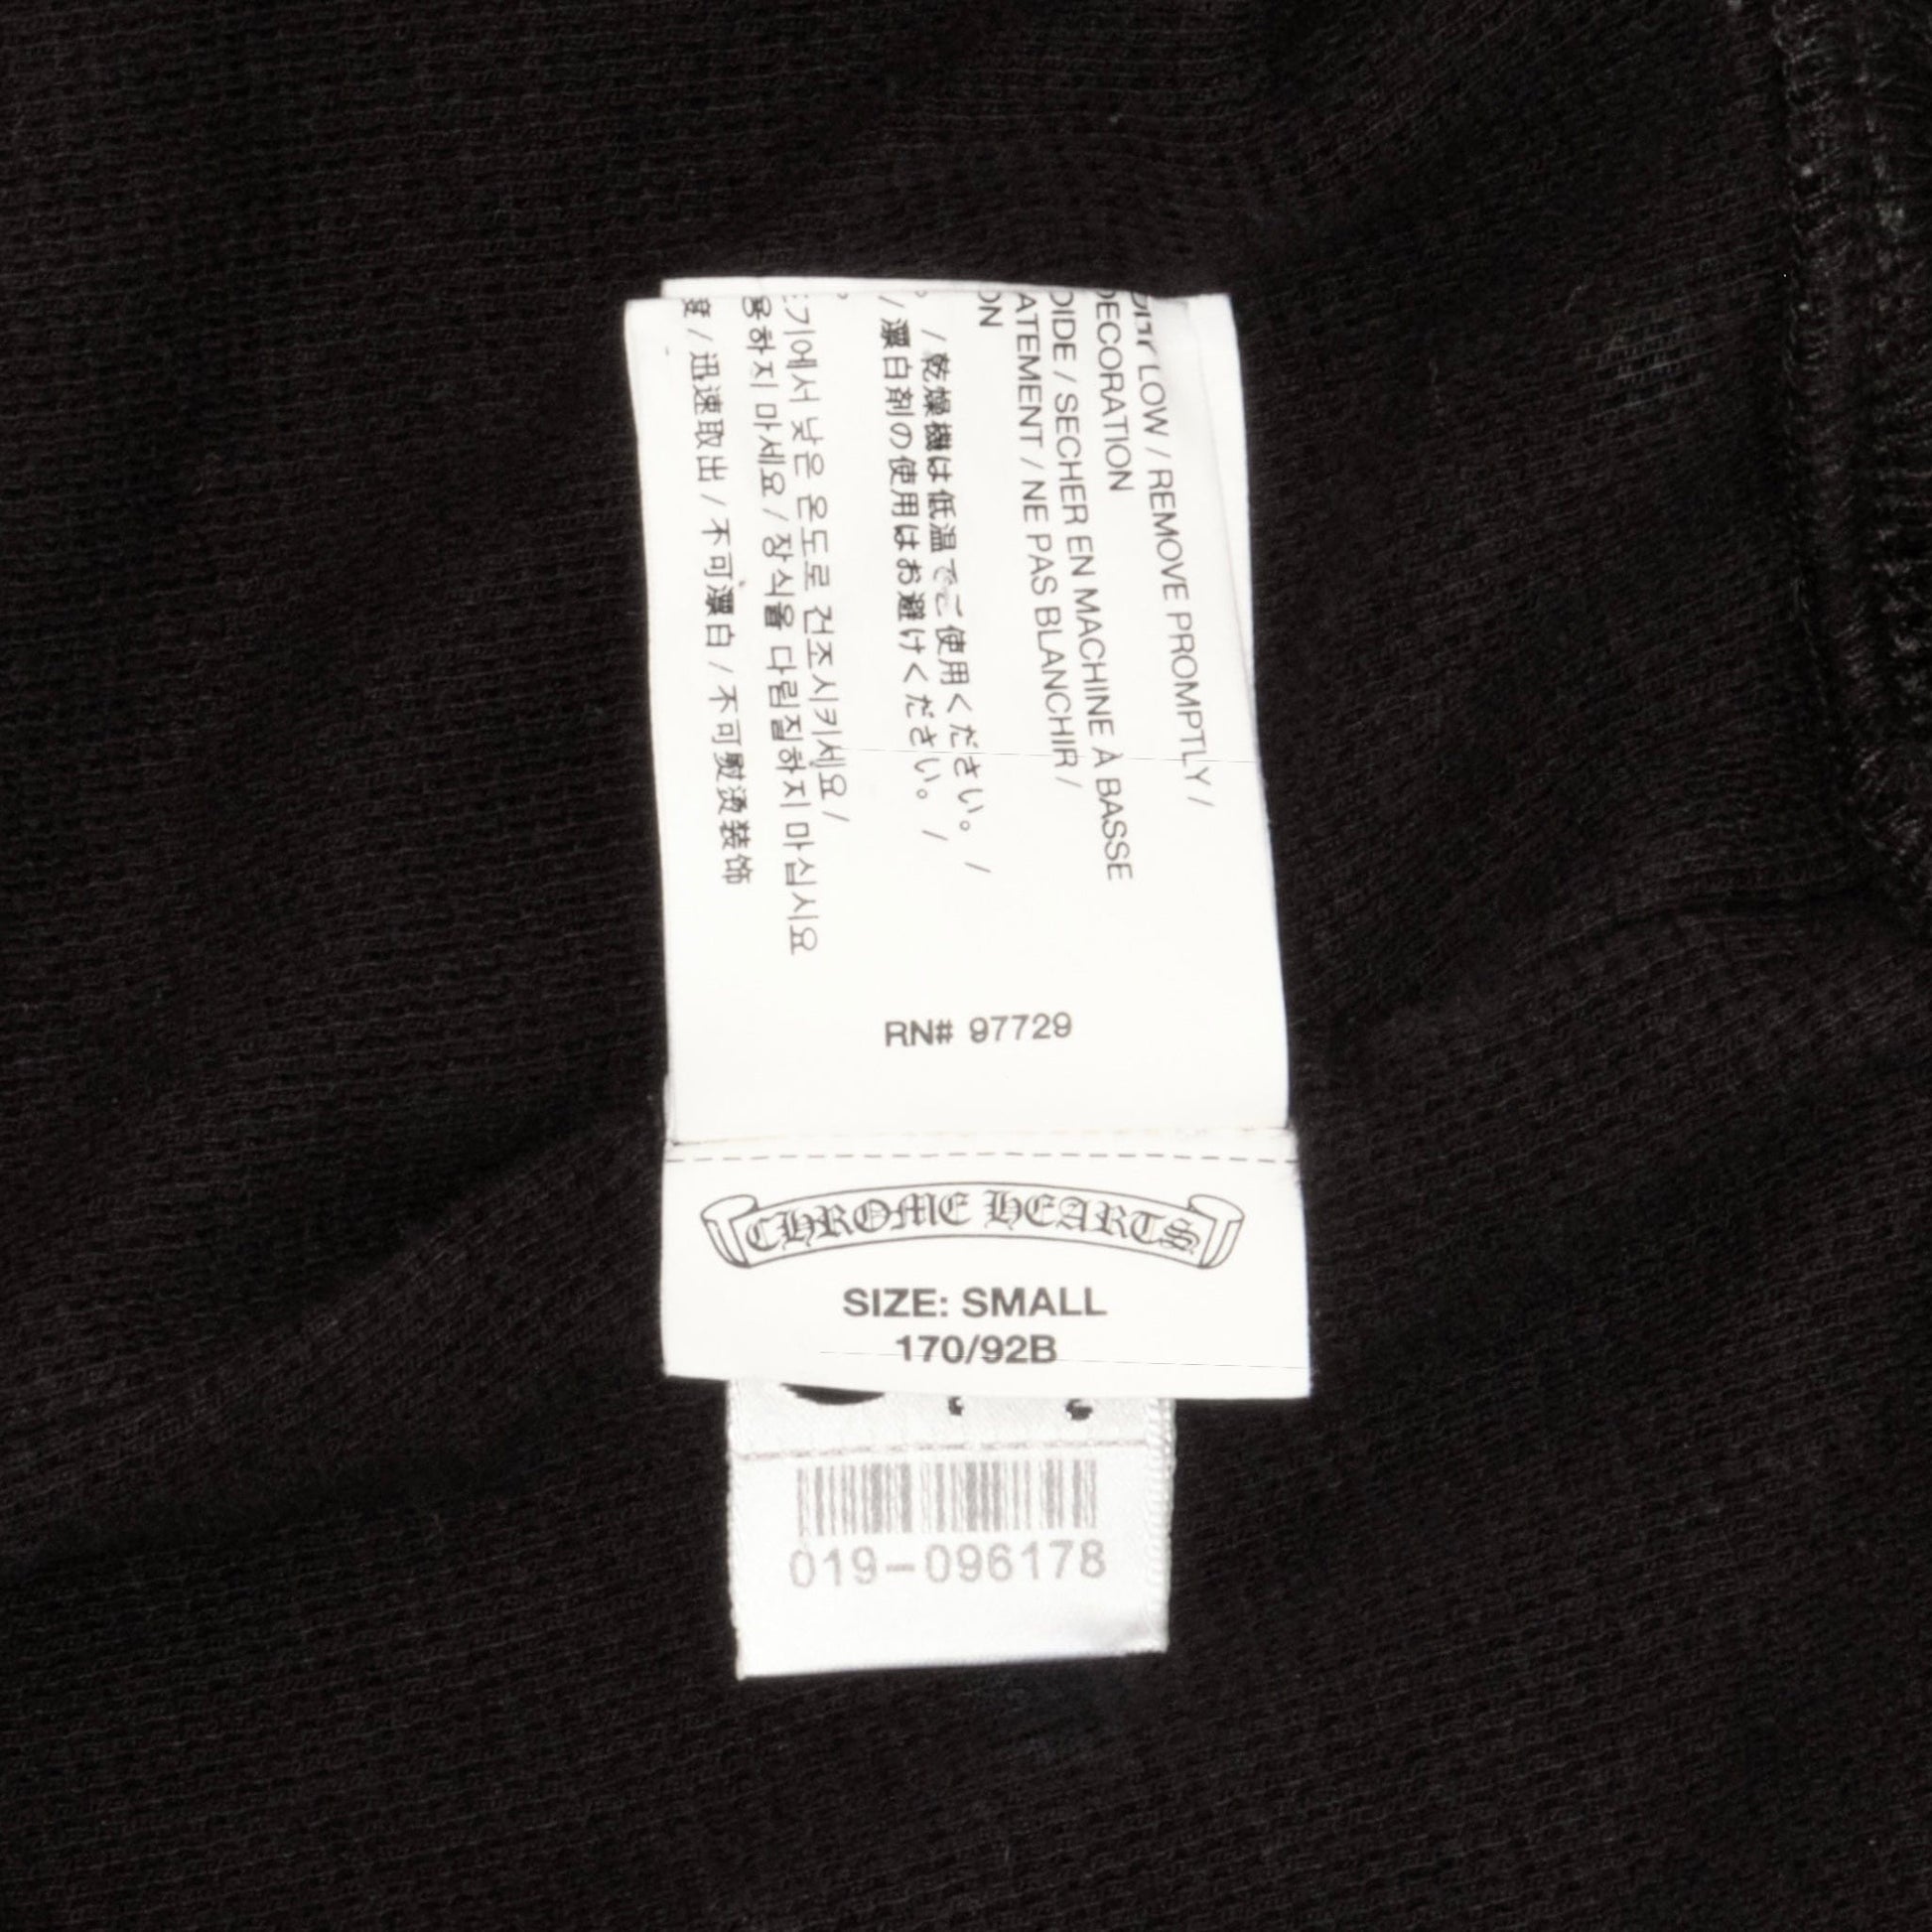 LOW / REMOVE PROMPTLY /
DECORATION
OIDE / SECHER EN MACHINE À BASSE
ATEMENT / NE PAS BLANCHIR /
ON
/ 乾燥機は低温でご使用ください。 /
/ 漂白剤の使用はお避けください。 /
기에서 낮은 온도로 건조시키세요 /
용하지 마세요 / 장식을 다림질하지 마십시요
度 / 迅速取出 / 不可漂白 / 不可熨烫装饰
RN# 97729
CHROME HEARTS
SIZE: SMALL
170/92B
019-096178